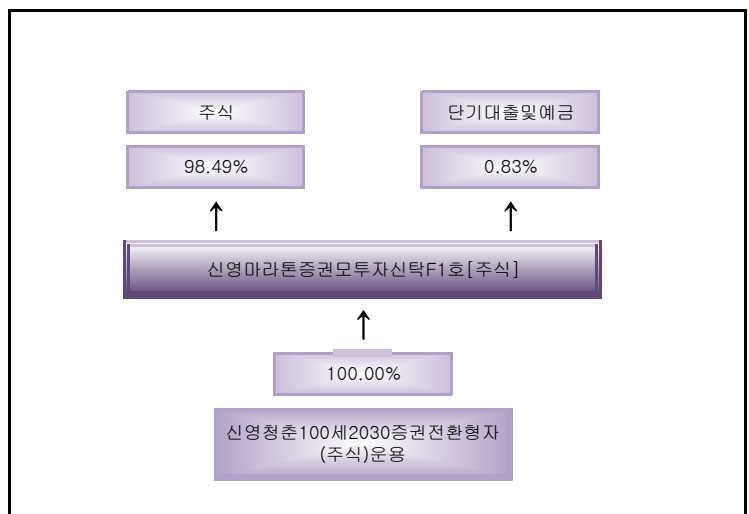 주식
단기대출및예금
98.49%
0.83%
신영마라톤증권모투자신탁F1호[주식]
100.00%
신영청춘100세2030증권전환형자
(주식)운용